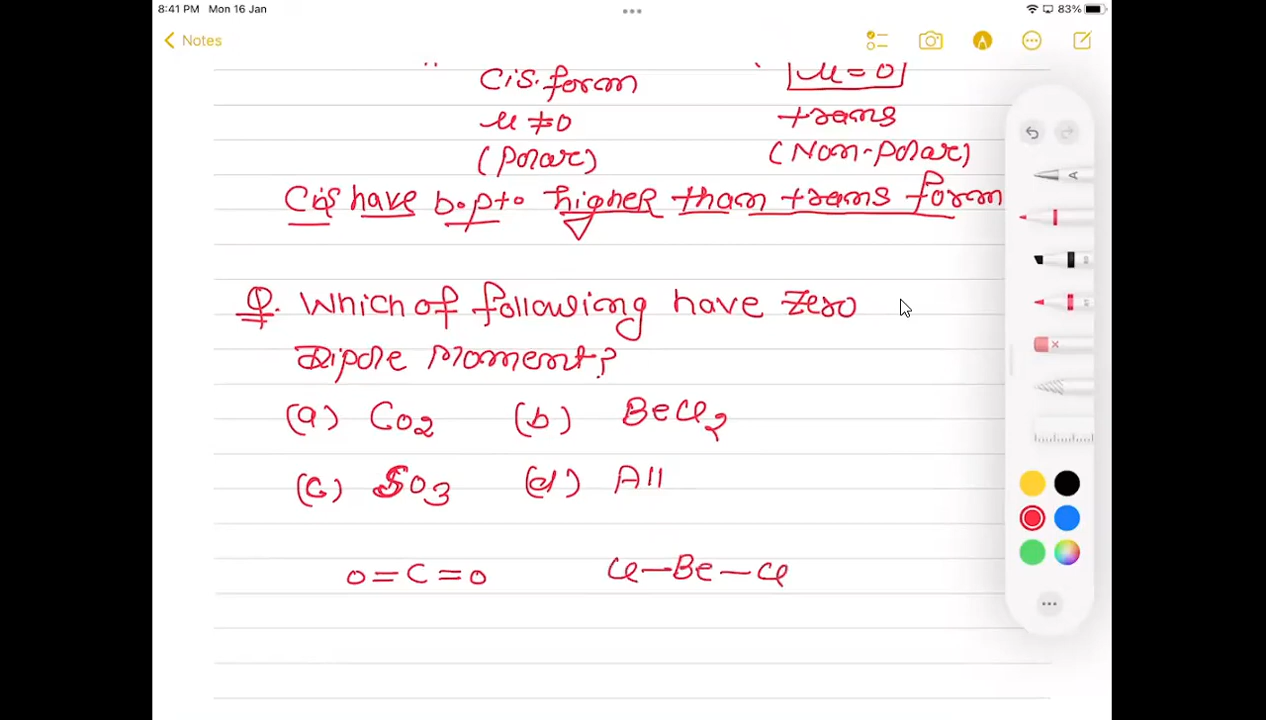 8:41 PM Mon 16 Jan
83%
Notes
Cis form
μ = 0
μ ≠ 0
trans
(Polar)
(Non-polar)
Cis have b.pto higher than trans form
Q. Which of following have Zero
Dipole Moment?
(a) CO2 (b) BeCl2
(c) SO3 (d) All
O=C=O Cl—Be—Cl